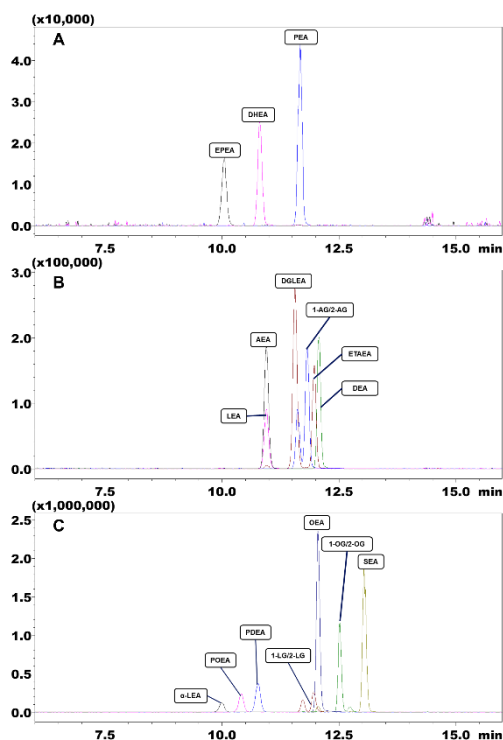 (x10,000)
A
PEA
4.0
3.0
DHEA
2.0
EPEA
1.0
0.0
7.5 10.0 12.5 15.0 min
(x100,000)
B
3.0
DGLEA
1-AG/2-AG
2.0
AEA
ETAEA
DEA
LEA
1.0
0.0
7.5 10.0 12.5 15.0 min
(x1,000,000)
C
2.5
OEA
1-OG/2-OG
2.0
SEA
1.5
1.0
PDEA
POEA
1-LG/2-LG
0.5
α-LEA
0.0
7.5 10.0 12.5 15.0 min